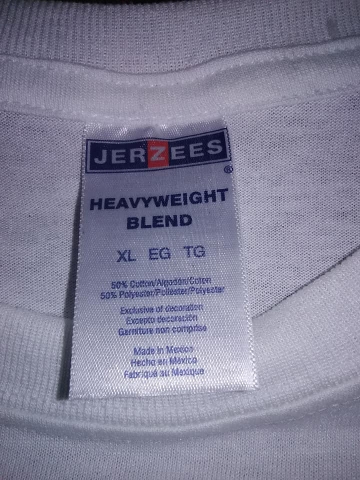 JERZEES
®
HEAVYWEIGHT
BLEND
XL EG TG
50% Cotton/Algodón/Coton
50% Polyester/Poliéster/Polyester
Exclusive of decoration
Excepto decoración
Garniture non comprise
Made in Mexico
Hecho en México
Fabriqué au Mexique